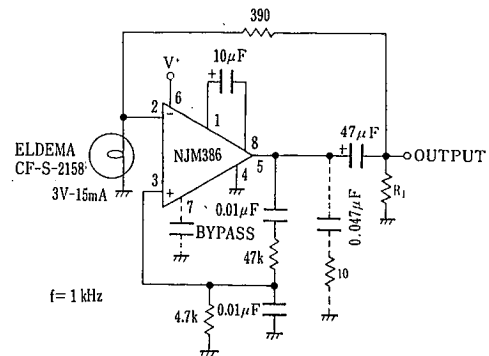 390
10μF
V+
6
1
2
−
ELDEMA
CF-S-2158
3V-15mA
NJM386
8
5
4
47μF
+
OUTPUT
3
+
7
BYPASS
0.01μF
0.047μF
R1
47k
10
f= 1 kHz
4.7k
0.01μF